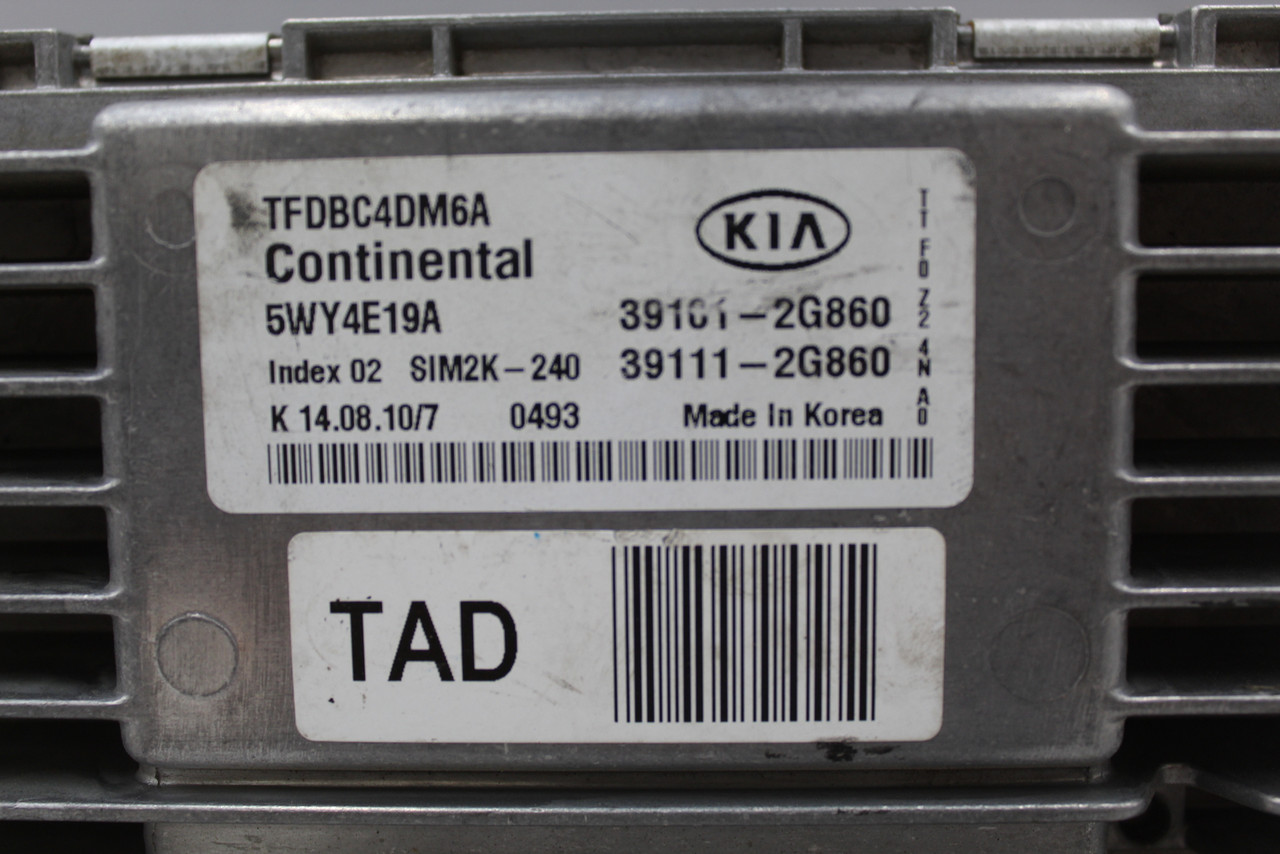 TFDBC4DM6A
KIA
Continental
5WY4E19A 39101-2G860
Index 02 SIM2K-240 39111-2G860
K 14.08.10/7 0493 Made In Korea
TT F0 Z2 4N A0
TAD